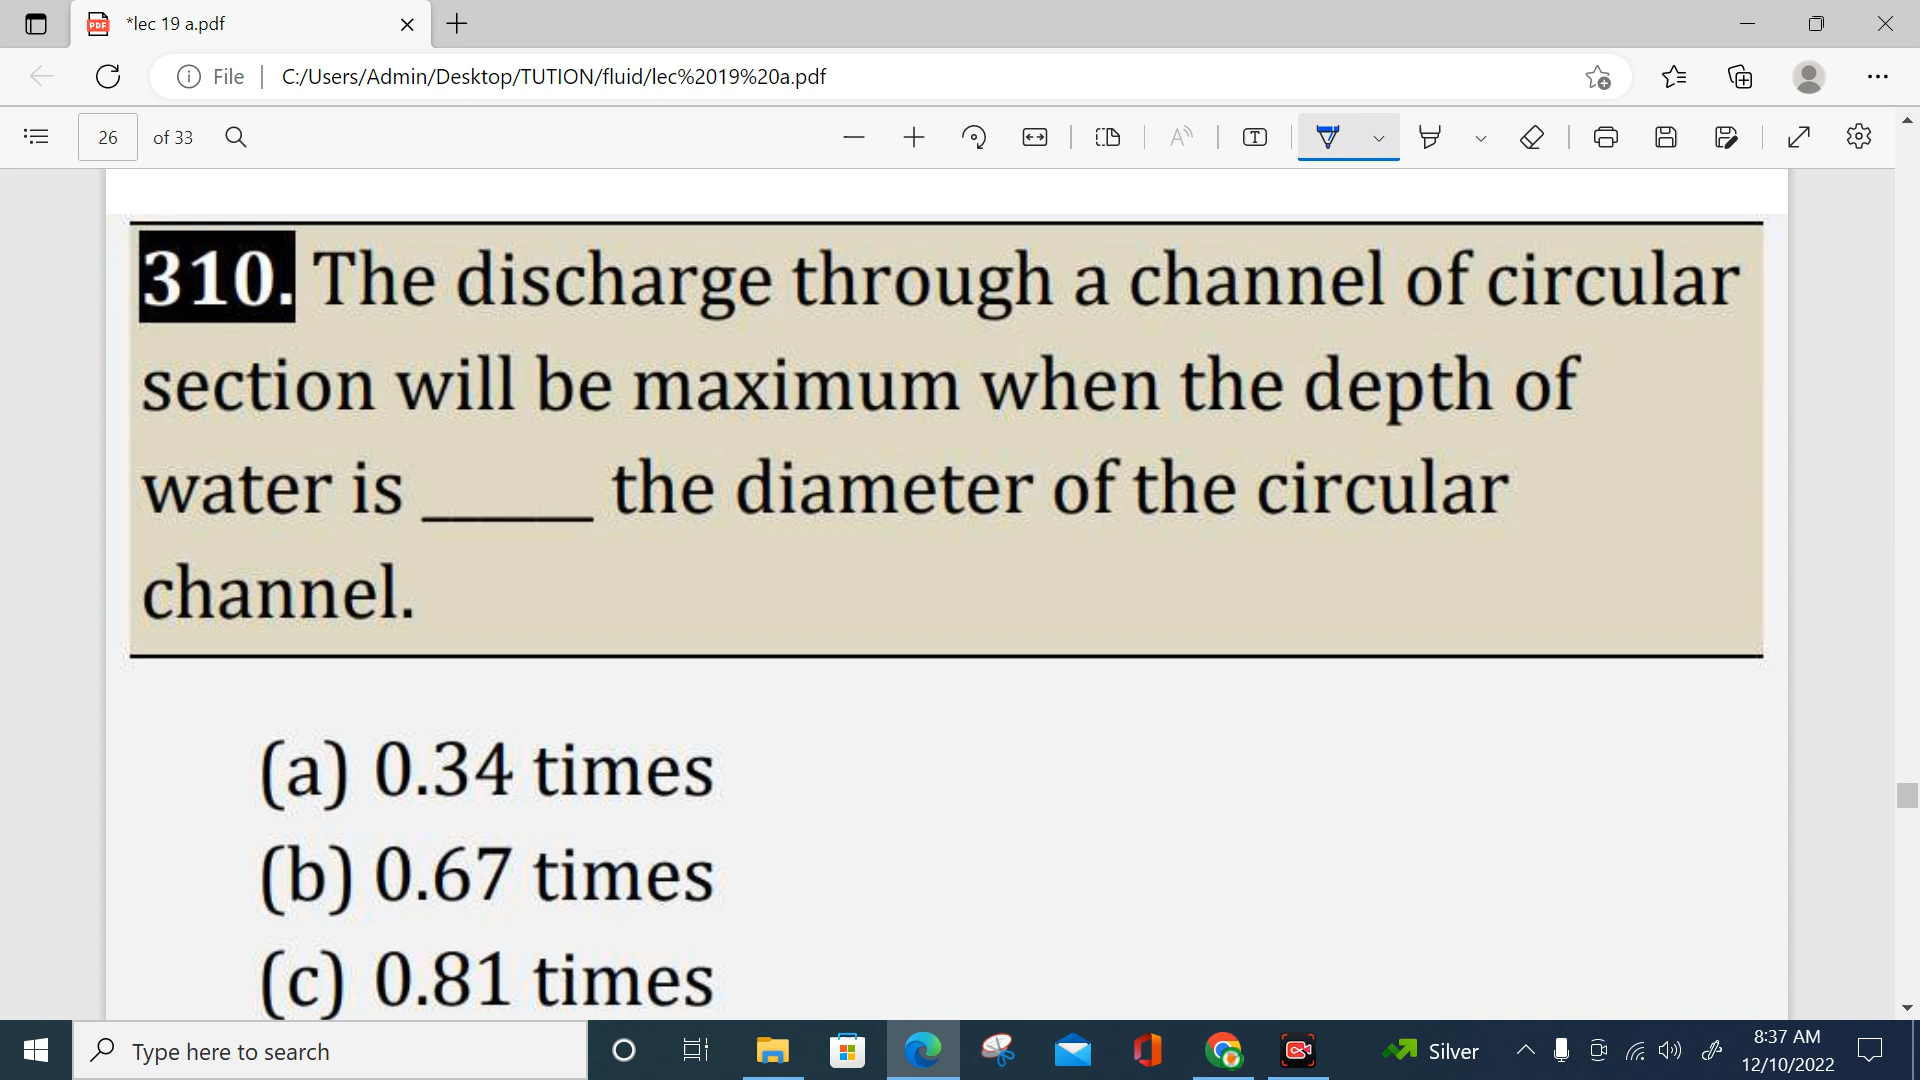 *lec 19 a.pdf
File
C:/Users/Admin/Desktop/TUTION/fluid/lec%2019%20a.pdf
26 of 33
310. The discharge through a channel of circular
section will be maximum when the depth of
water is ______ the diameter of the circular
channel.
(a) 0.34 times
(b) 0.67 times
(c) 0.81 times
Type here to search
Silver
8:37 AM
12/10/2022